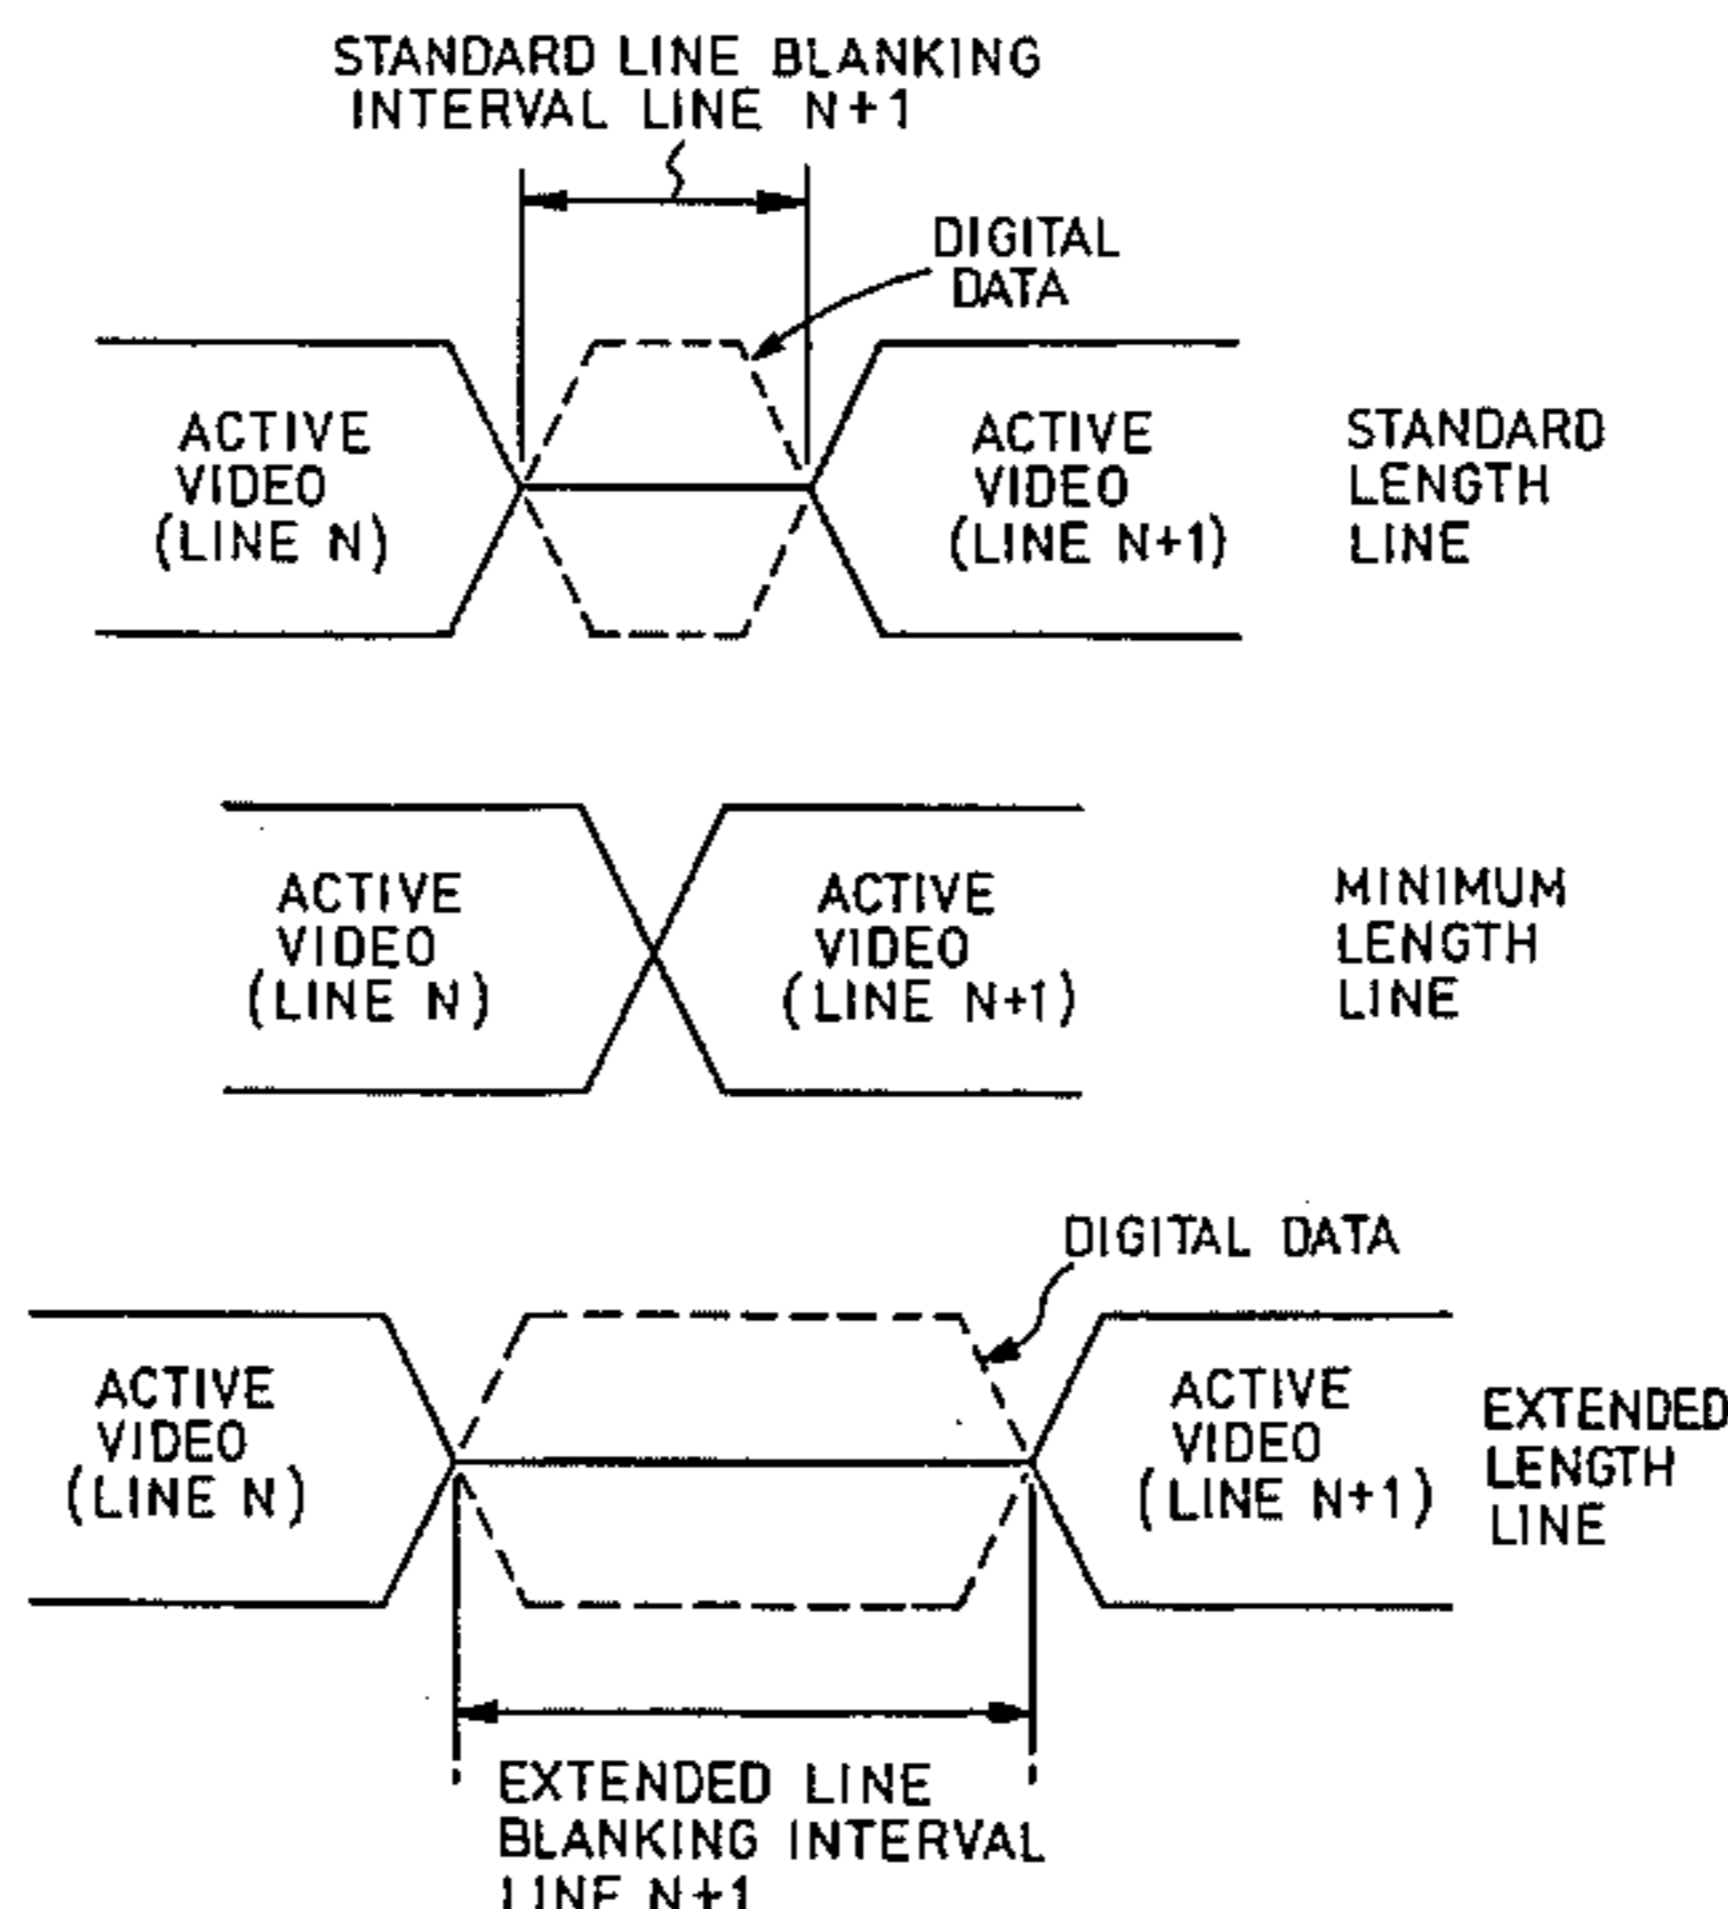 STANDARD LINE BLANKING
INTERVAL LINE N+1
DIGITAL
DATA
ACTIVE
VIDEO
(LINE N)
ACTIVE
VIDEO
(LINE N+1)
STANDARD
LENGTH
LINE
ACTIVE
VIDEO
(LINE N)
ACTIVE
VIDEO
(LINE N+1)
MINIMUM
LENGTH
LINE
DIGITAL DATA
ACTIVE
VIDEO
(LINE N)
ACTIVE
VIDEO
(LINE N+1)
EXTENDED
LENGTH
LINE
EXTENDED LINE
BLANKING INTERVAL
LINE N+1